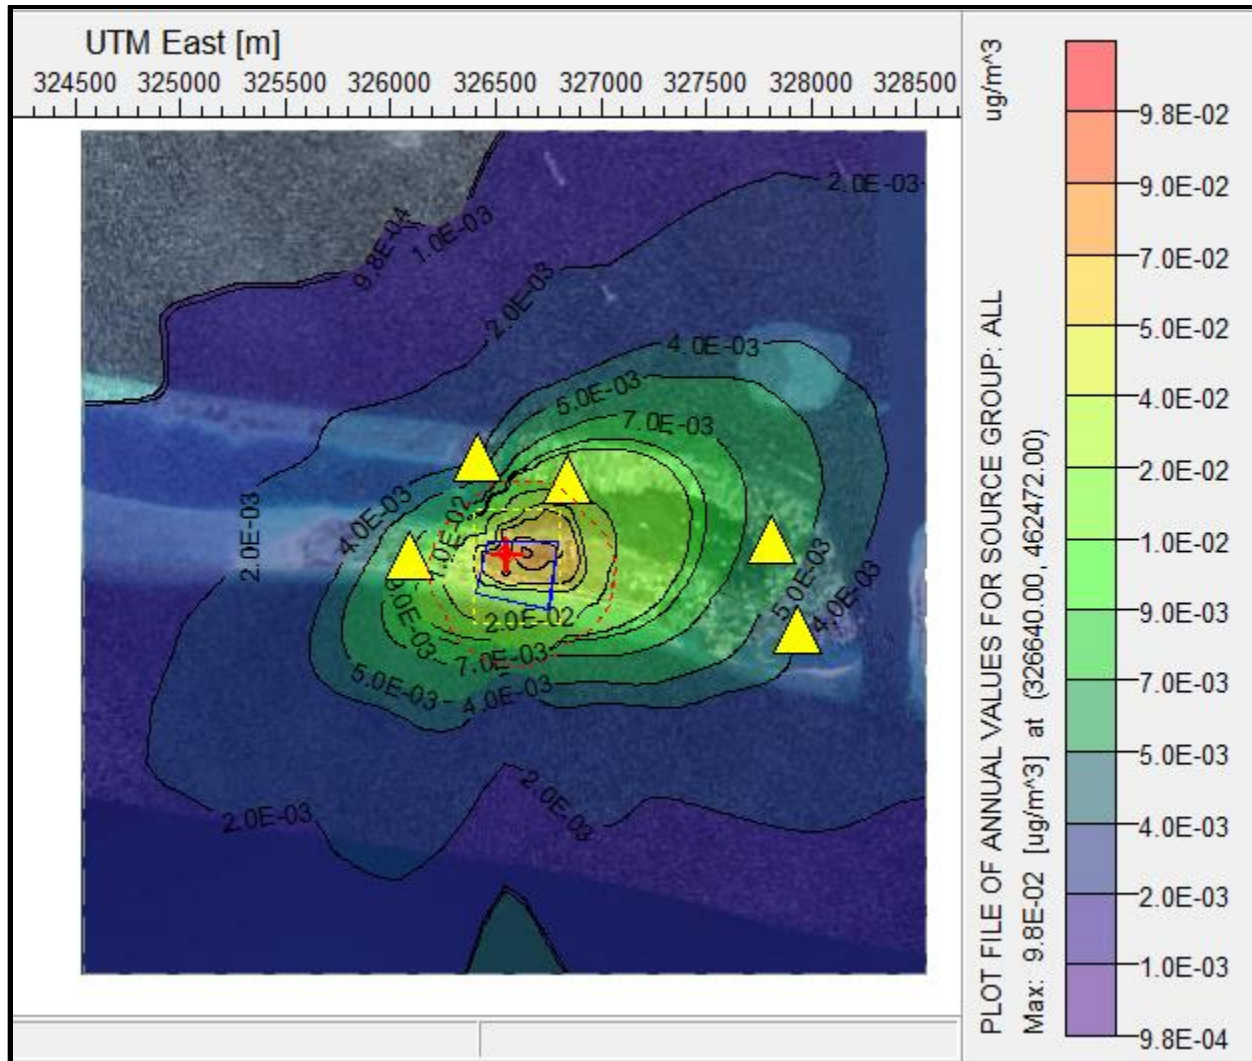 UTM East [m]
324500 325000 325500 326000 326500 327000 327500 328000 328500
2.0E-03
9.8E-04
1.0E-03
2.0E-03
4.0E-03
5.0E-03
7.0E-03
4.0E-03
1.0E-02
2.0E-03
5.0E-03
4.0E-03
2.0E-02
7.0E-03
5.0E-03
4.0E-03
2.0E-03
2.0E-03
PLOT FILE OF ANNUAL VALUES FOR SOURCE GROUP: ALL
ug/m^3
Max: 9.8E-02 [ug/m^3] at (326640.00, 462472.00)
9.8E-02
9.0E-02
7.0E-02
5.0E-02
4.0E-02
2.0E-02
1.0E-02
9.0E-03
7.0E-03
5.0E-03
4.0E-03
2.0E-03
1.0E-03
9.8E-04